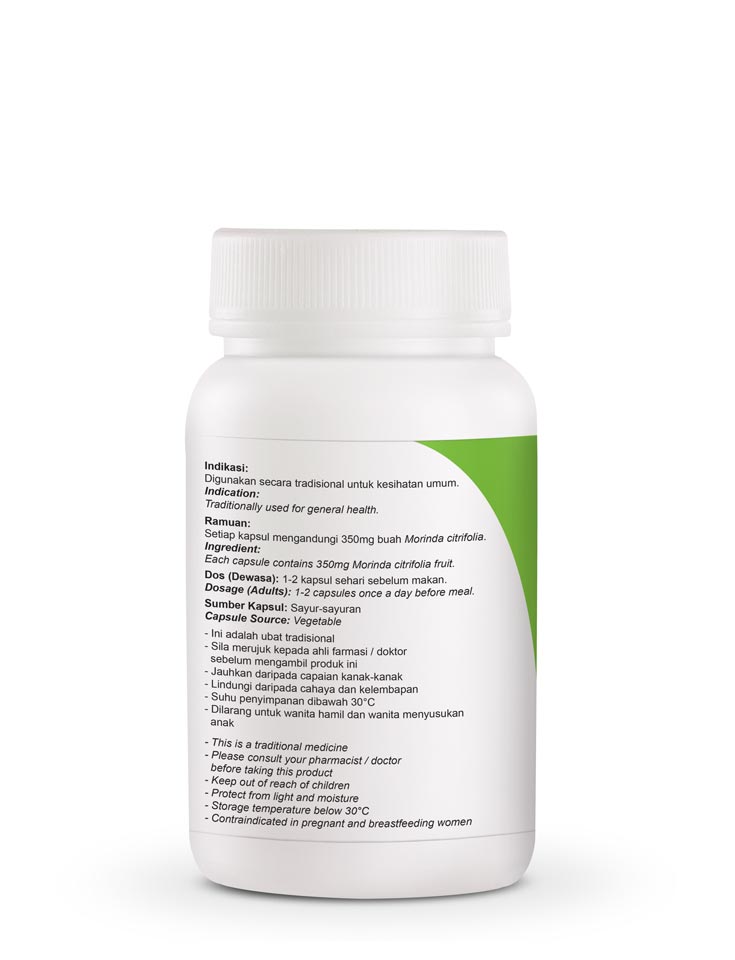 Indikasi:
Digunakan secara tradisional untuk kesihatan umum.
Indication:
Traditionally used for general health.
Ramuan:
Setiap kapsul mengandungi 350mg buah Morinda citrifolia.
Ingredient:
Each capsule contains 350mg Morinda citrifolia fruit.
Dos (Dewasa): 1-2 kapsul sehari sebelum makan.
Dosage (Adults): 1-2 capsules once a day before meal.
Sumber Kapsul: Sayur-sayuran
Capsule Source: Vegetable
- Ini adalah ubat tradisional
- Sila merujuk kepada ahli farmasi / doktor
sebelum mengambil produk ini
- Jauhkan daripada capaian kanak-kanak
- Lindungi daripada cahaya dan kelembapan
- Suhu penyimpanan dibawah 30°C
- Dilarang untuk wanita hamil dan wanita menyusukan
anak
- This is a traditional medicine
- Please consult your pharmacist / doctor
before taking this product
- Keep out of reach of children
- Protect from light and moisture
- Storage temperature below 30°C
- Contraindicated in pregnant and breastfeeding women